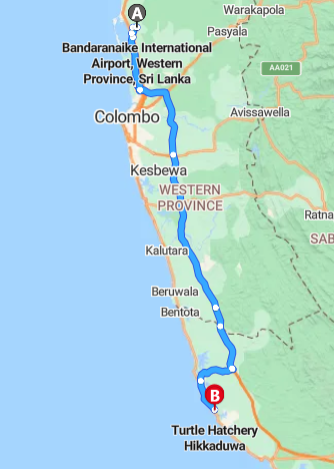 A
Warakapola
Pasyala
Bandaranaike International
Airport, Western
Province, Sri Lanka
AA021
Colombo
Avissawella
Kesbewa
WESTERN
PROVINCE
Ratna
SAB
Kalutara
Beruwala
Bentota
B
Turtle Hatchery
Hikkaduwa